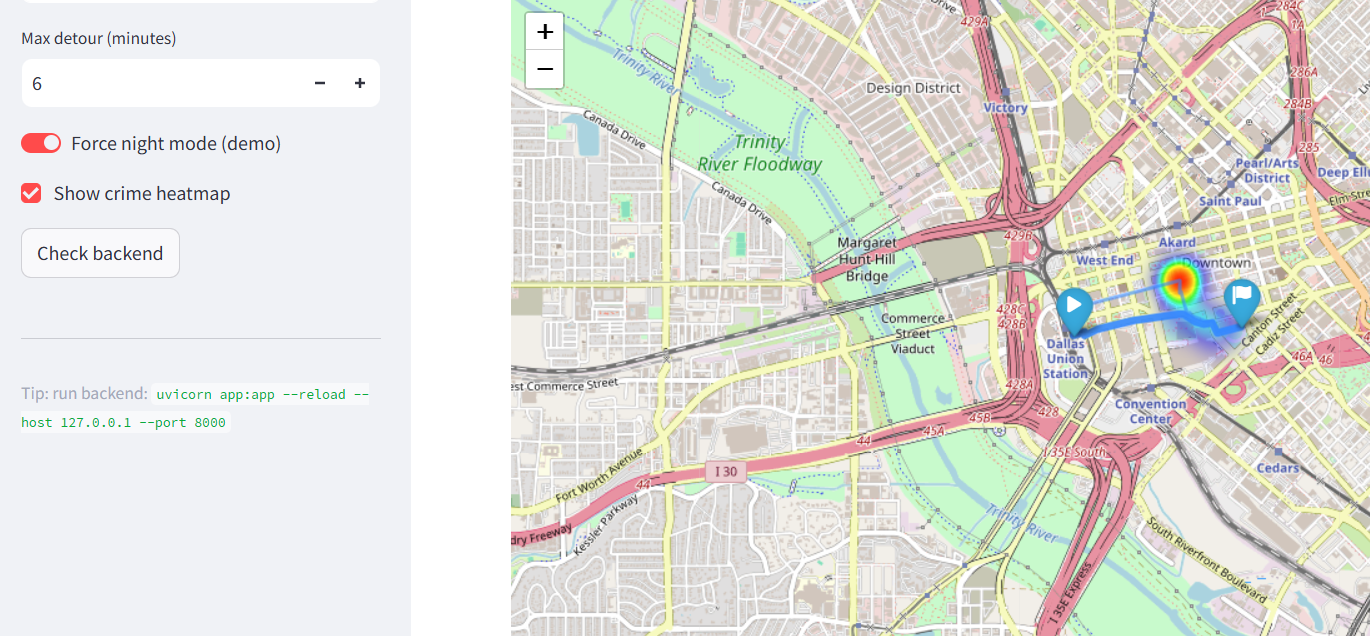 Max detour (minutes)
6
Force night mode (demo)
Show crime heatmap
Check backend
Tip: run backend: uvicorn app:app --reload --
host 127.0.0.1 --port 8000
+
−
429A
Drive
284C
1A
286A
284B
285
Trinity River
Design District
Victory
Canada Drive
Trinity
River Floodway
Canada Drive
Pearl/Arts
District
Deep Ellu
Saint Paul
Elm Stre
429B
Margaret
Hunt Hill
Bridge
Akard
West End
Downtown
428C
428B
Commerce
Street
Viaduct
Canton Street
Cadiz Street
Dallas
Union
Station
46A
46
est Commerce Street
428A
428
Convention
Center
45B
45A
44
I 35E South
I 30
Fort Worth Avenue
44
Kessler Parkway
dry Freeway
Cedars
Trinity River
South Riverfront Boulevard
I 35E Express